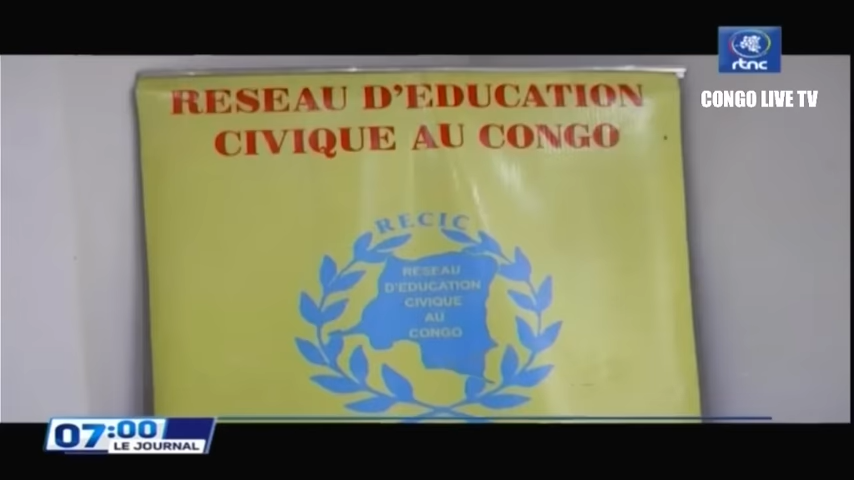 rtnc
CONGO LIVE TV
RESEAU D'EDUCATION
CIVIQUE AU CONGO
RECIC
RESEAU
D'EDUCATION
CIVIQUE
AU
CONGO
07:00
LE JOURNAL